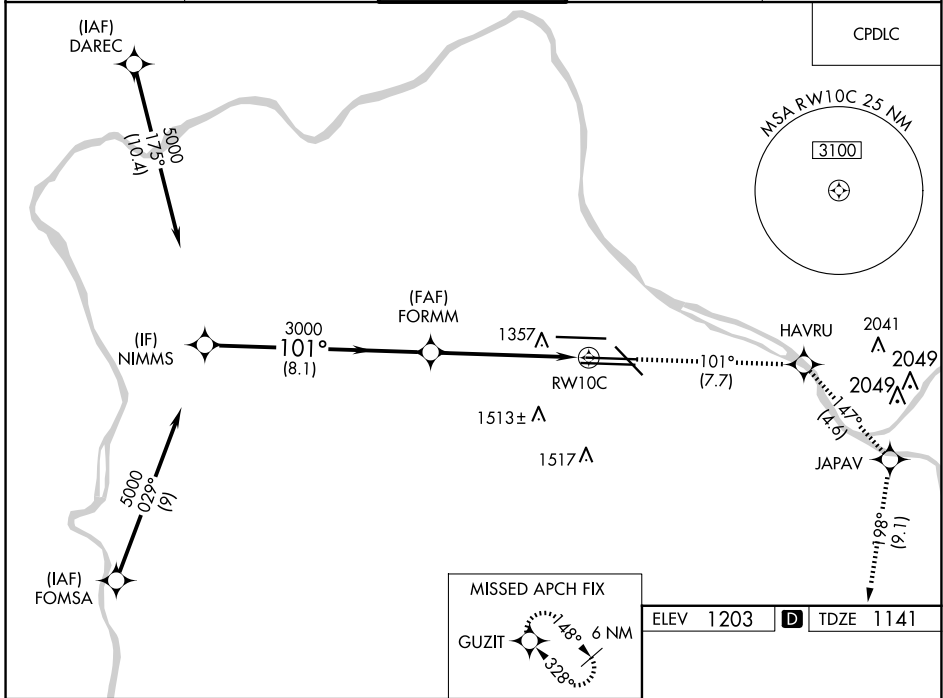 (IAF)
DAREC
CPDLC
5000
175°
(10.4)
MSA RW10C 25 NM
3100
(IF)
NIMMS
3000
101°
(8.1)
(FAF)
FORMM
1357
RW10C
101°
(7.7)
HAVRU
2041
2049
2049
147°
(4.6)
1513±
1517
JAPAV
5000
029°
(9)
198°
(9.1)
(IAF)
FOMSA
MISSED APCH FIX
GUZIT
148°
6 NM
328°
ELEV 1203 D TDZE 1141